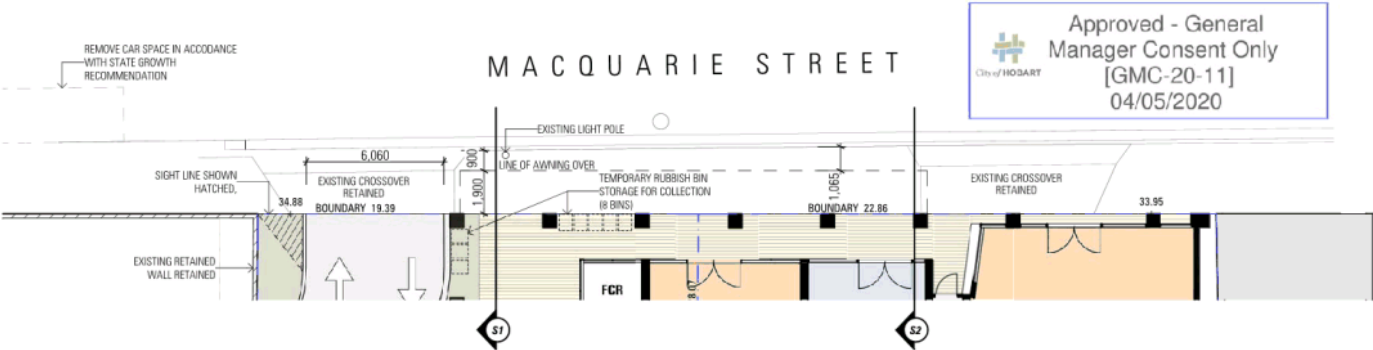 Approved - General
Manager Consent Only
[GMC-20-11]
04/05/2020
City of HOBART
REMOVE CAR SPACE IN ACCODANCE
WITH STATE GROWTH
RECOMMENDATION
MACQUARIE STREET
EXISTING LIGHT POLE
6,060
900
LINE OF AWNING OVER
SIGHT LINE SHOWN
HATCHED,
EXISTING CROSSOVER
RETAINED
1,900
TEMPORARY RUBBISH BIN
STORAGE FOR COLLECTION
(8 BINS)
1,065
EXISTING CROSSOVER
RETAINED
34.88
BOUNDARY 19.39
BOUNDARY 22.86
33.95
EXISTING RETAINED
WALL RETAINED
FCR
S1
S2